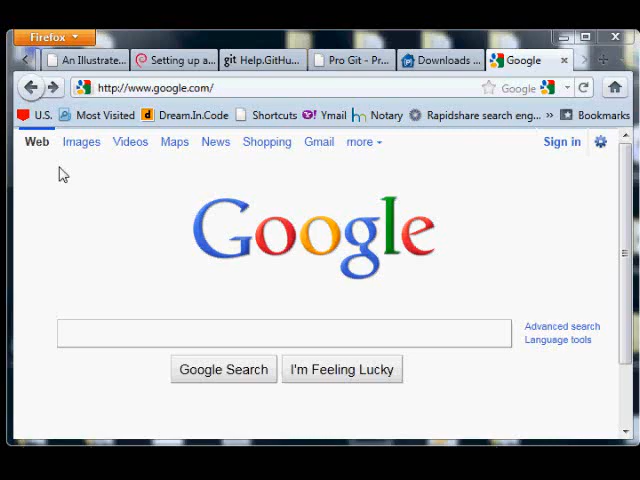 Firefox
An Illustrate... Setting up a... git Help.GitHu... Pro Git - Pro... Downloads ... Google
http://www.google.com/ Google
U.S. Most Visited Dream.In.Code Shortcuts Ymail Notary Rapidshare search eng... Bookmarks
Web Images Videos Maps News Shopping Gmail more Sign in
Google
Advanced search
Language tools
Google Search I'm Feeling Lucky